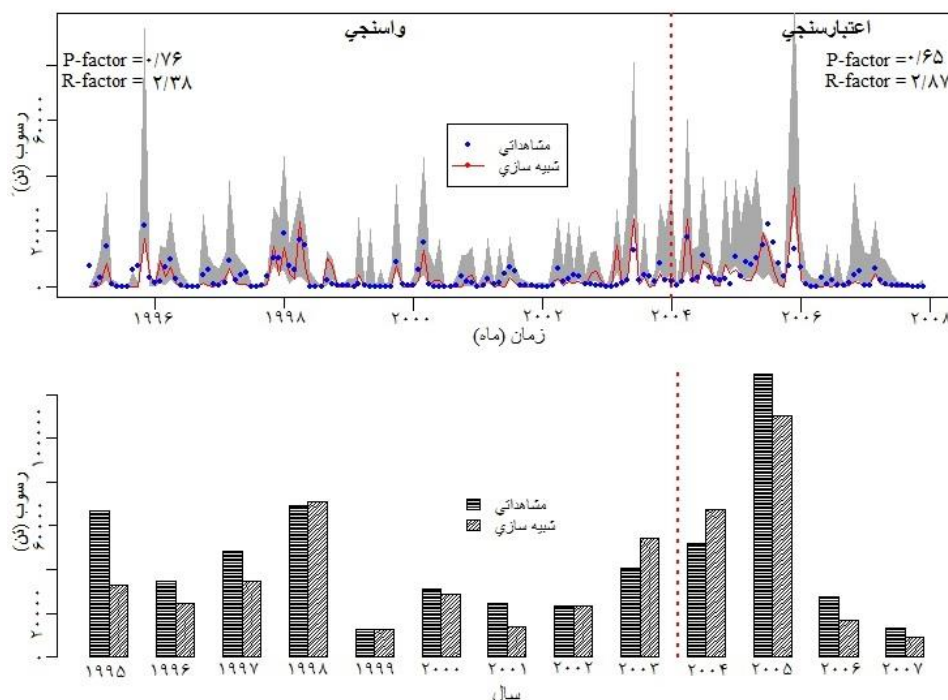 واسنجي
اعتبارسنجي
P-factor =۰/۷۶
R-factor = ۲/۳۸
P-factor =۰/۶۵
R-factor = ۲/۸۷
مشاهداتي
شبيه سازي
رسوب (تن)
۶۰۰۰۰
۲۰۰۰۰
۰
۱۹۹۶ ۱۹۹۸ ۲۰۰۰ ۲۰۰۲ ۲۰۰۴ ۲۰۰۶ ۲۰۰۸
زمان (ماه)
رسوب (تن)
۱۰۰۰۰۰
۶۰۰۰۰
۲۰۰۰۰
۰
مشاهداتي
شبيه سازي
۱۹۹۵ ۱۹۹۶ ۱۹۹۷ ۱۹۹۸ ۱۹۹۹ ۲۰۰۰ ۲۰۰۱ ۲۰۰۲ ۲۰۰۳ ۲۰۰۴ ۲۰۰۵ ۲۰۰۶ ۲۰۰۷
سال